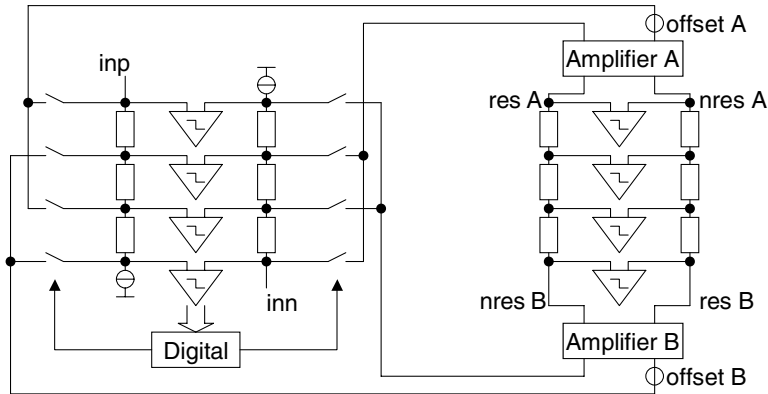 offset A
Amplifier A
inp
res A
nres A
inn
nres B
res B
Digital
Amplifier B
offset B